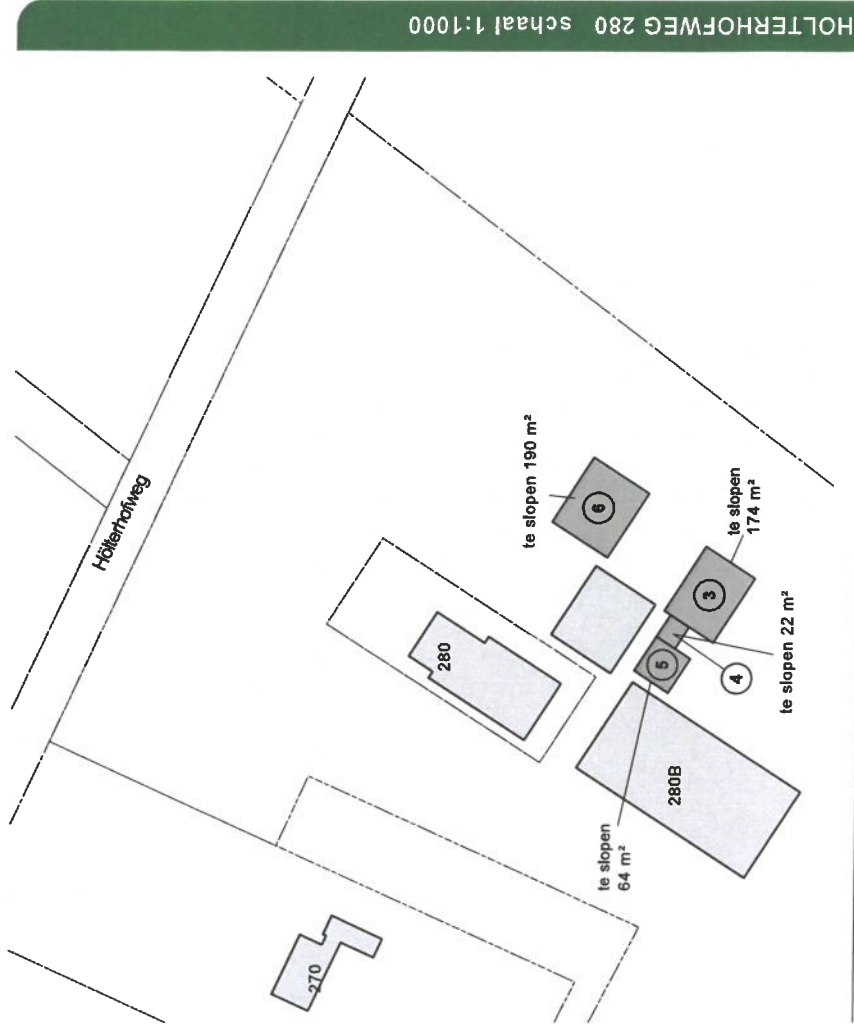 HOLTERHOFWEG 280 schaal 1:1000
Hölterhofweg
te slopen 190 m²
6
280
te slopen
174 m²
3
5
4
te slopen 22 m²
280B
te slopen
64 m²
270